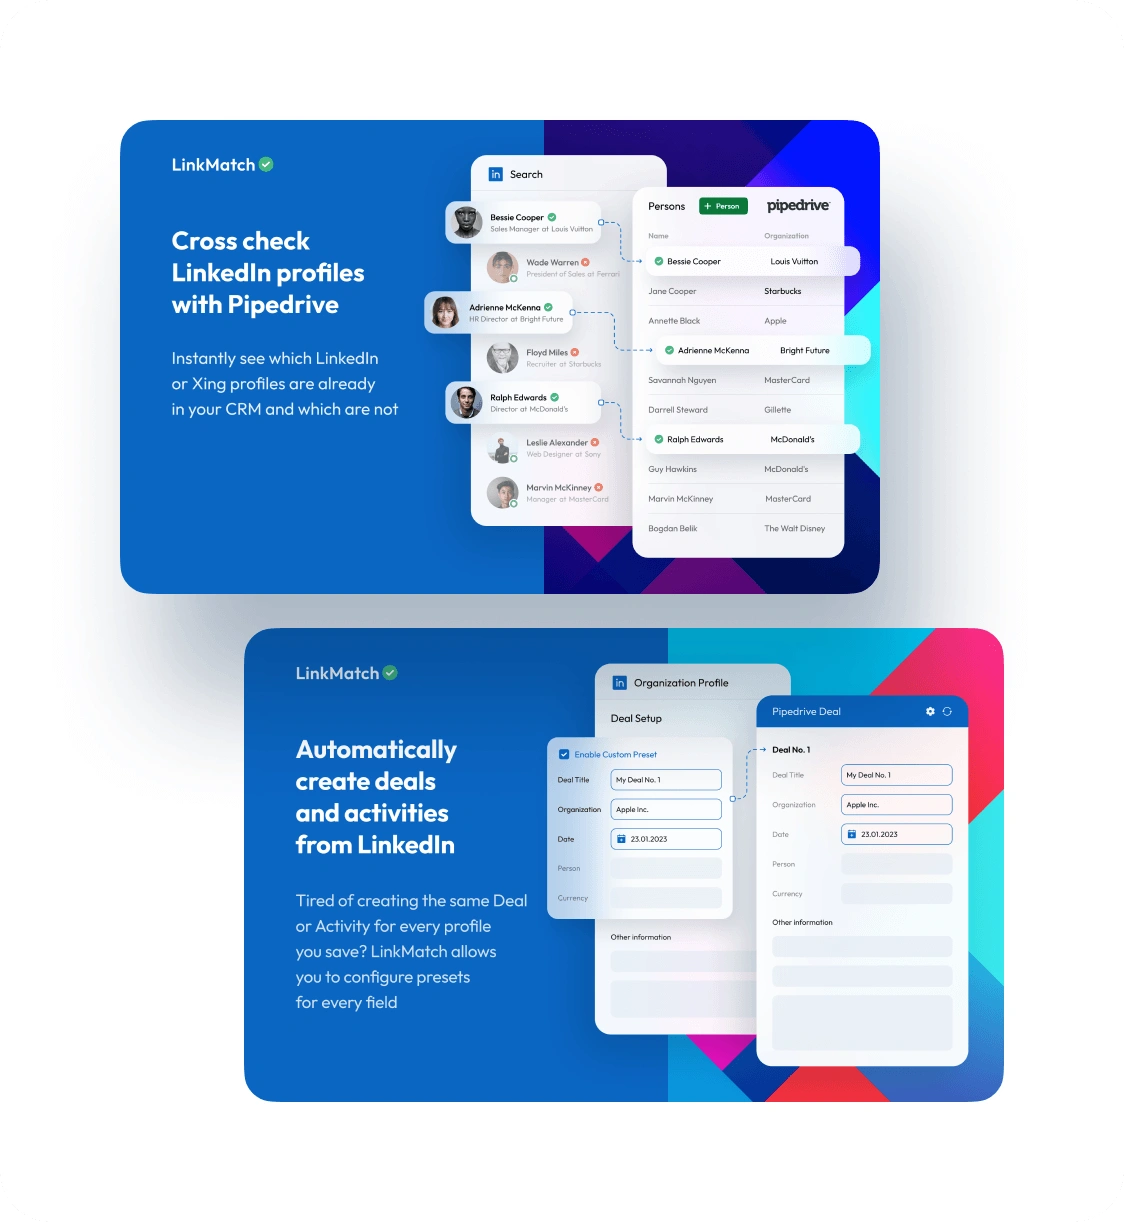 LinkMatch
Cross check
LinkedIn profiles
with Pipedrive
Instantly see which LinkedIn
or Xing profiles are already
in your CRM and which are not
in Search
Bessie Cooper
Sales Manager at Louis Vuitton
Wade Warren
President of Sales at Ferrari
Adrienne McKenna
HR Director at Bright Future
Floyd Miles
Recruiter at Starbucks
Ralph Edwards
Director at McDonald's
Leslie Alexander
Web Designer at Sony
Marvin McKinney
Manager at MasterCard
Persons + Person pipedrive
Name Organization
Bessie Cooper Louis Vuitton
Jane Cooper Starbucks
Annette Black Apple
Adrienne McKenna Bright Future
Savannah Nguyen MasterCard
Darrell Steward Gillette
Ralph Edwards McDonald's
Guy Hawkins McDonald's
Marvin McKinney MasterCard
Bogdan Belik The Walt Disney
LinkMatch
Automatically
create deals
and activities
from LinkedIn
Tired of creating the same Deal
or Activity for every profile
you save? LinkMatch allows
you to configure presets
for every field
in Organization Profile
Deal Setup
Enable Custom Preset
Deal Title My Deal No. 1
Organization Apple Inc.
Date 23.01.2023
Person
Currency
Other information
Pipedrive Deal
Deal No. 1
Deal Title My Deal No. 1
Organization Apple Inc.
Date 23.01.2023
Person
Currency
Other information